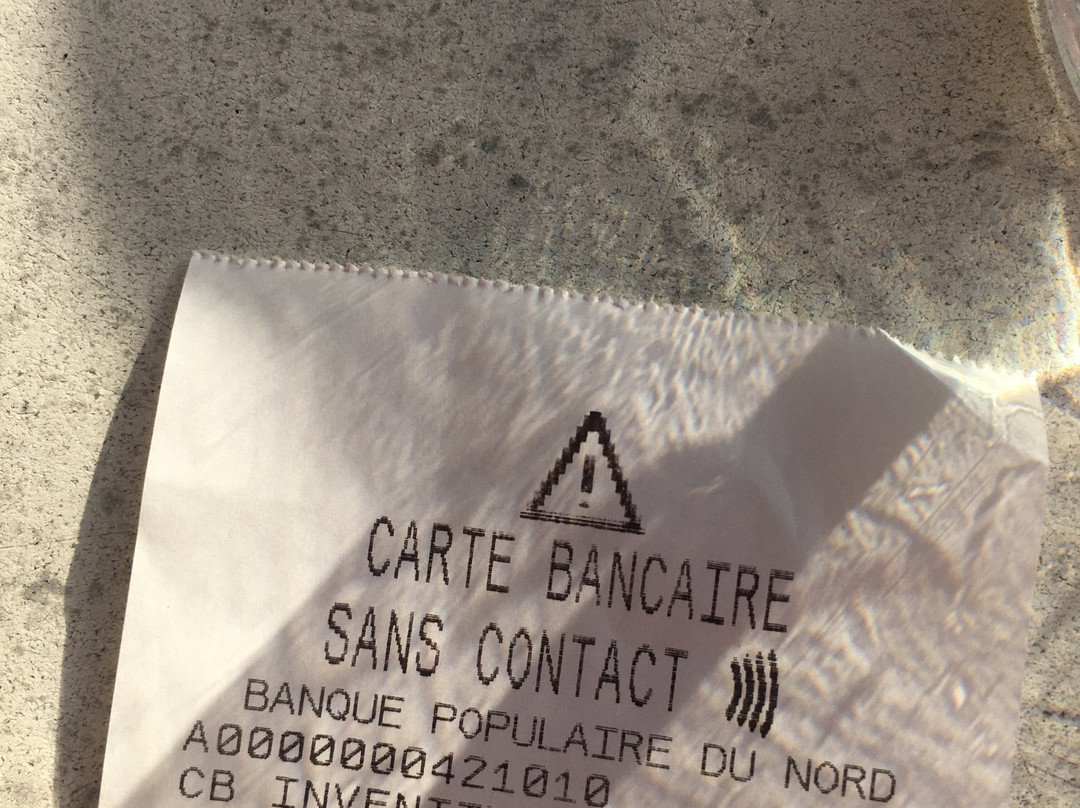 CARTE BANCAIRE
SANS CONTACT
BANQUE POPULAIRE DU NORD
A0000000421010
CB